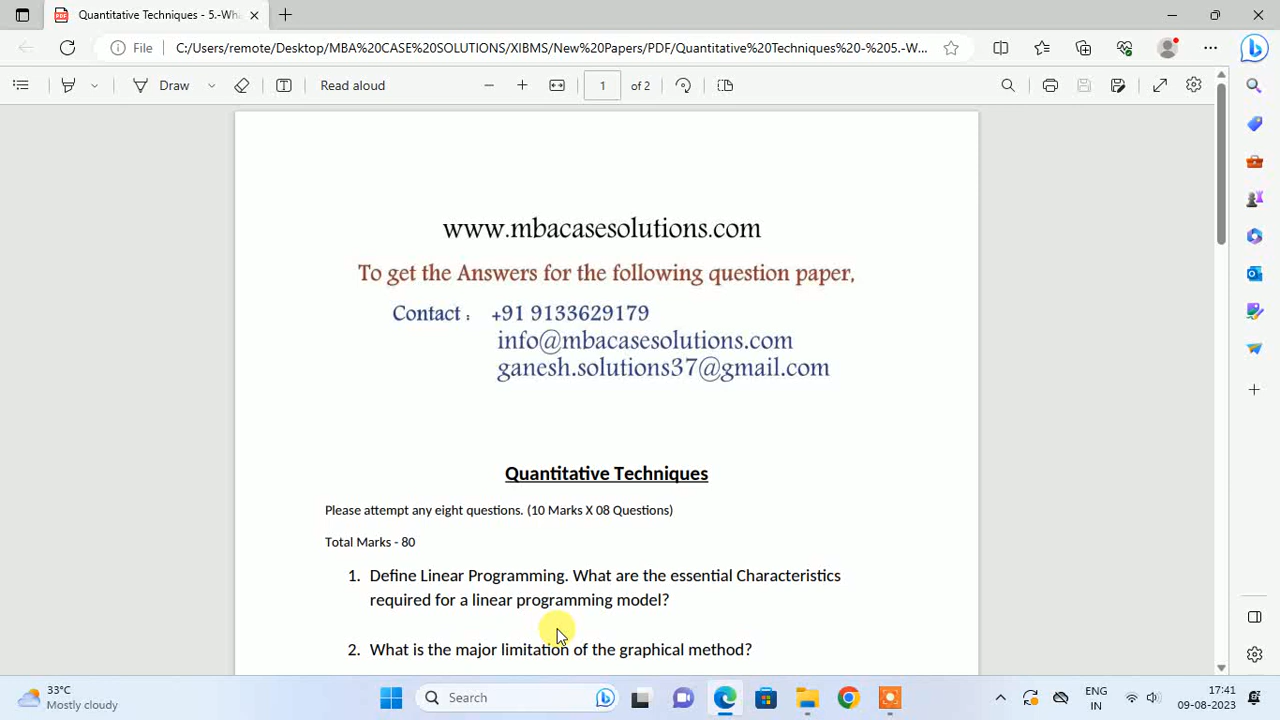 Quantitative Techniques - 5.-Wha
File
C:/Users/remote/Desktop/MBA%20CASE%20SOLUTIONS/XIBMS/New%20Papers/PDF/Quantitative%20Techniques%20-%205.-W...
Draw
Read aloud
1
of 2
www.mbacasesolutions.com
To get the Answers for the following question paper,
Contact : +91 9133629179
info@mbacasesolutions.com
ganesh.solutions37@gmail.com
Quantitative Techniques
Please attempt any eight questions. (10 Marks X 08 Questions)
Total Marks - 80
1. Define Linear Programming. What are the essential Characteristics
required for a linear programming model?
2. What is the major limitation of the graphical method?
33°C
Mostly cloudy
Search
ENG
IN
17:41
09-08-2023